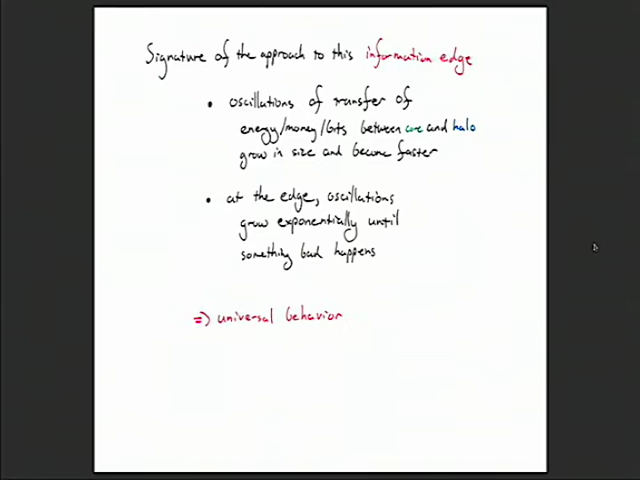 Signature of the approach to this information edge
• oscillations of transfer of
energy/money/bits between core and halo
grow in size and become faster
• at the edge, oscillations
grow exponentially until
something bad happens
=> universal behavior